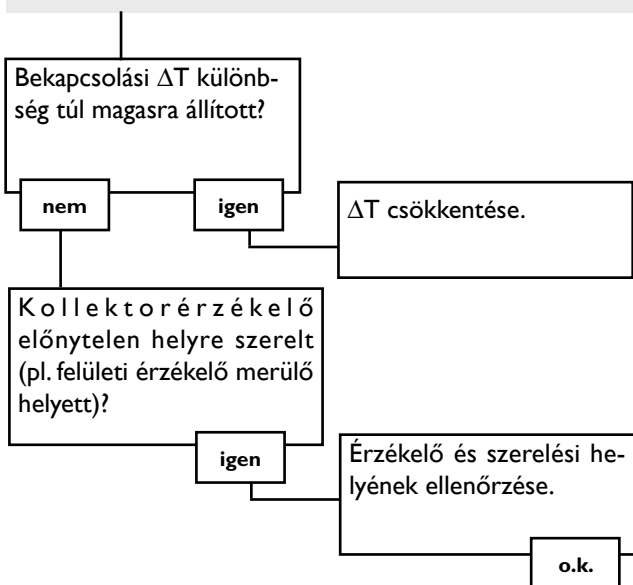 Bekapcsolási ΔT különb-
ség túl magasra állított?
nem
igen
ΔT csökkentése.
Kollektorérzékelő
előnytelen helyre szerelt
(pl. felületi érzékelő merülő
helyett)?
igen
Érzékelő és szerelési he-
lyének ellenőrzése.
o.k.